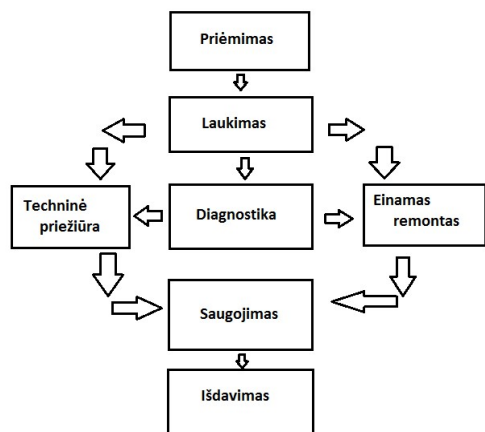 Priėmimas
Laukimas
Techninė
priežiūra
Diagnostika
Einamas
remontas
Saugojimas
Išdavimas